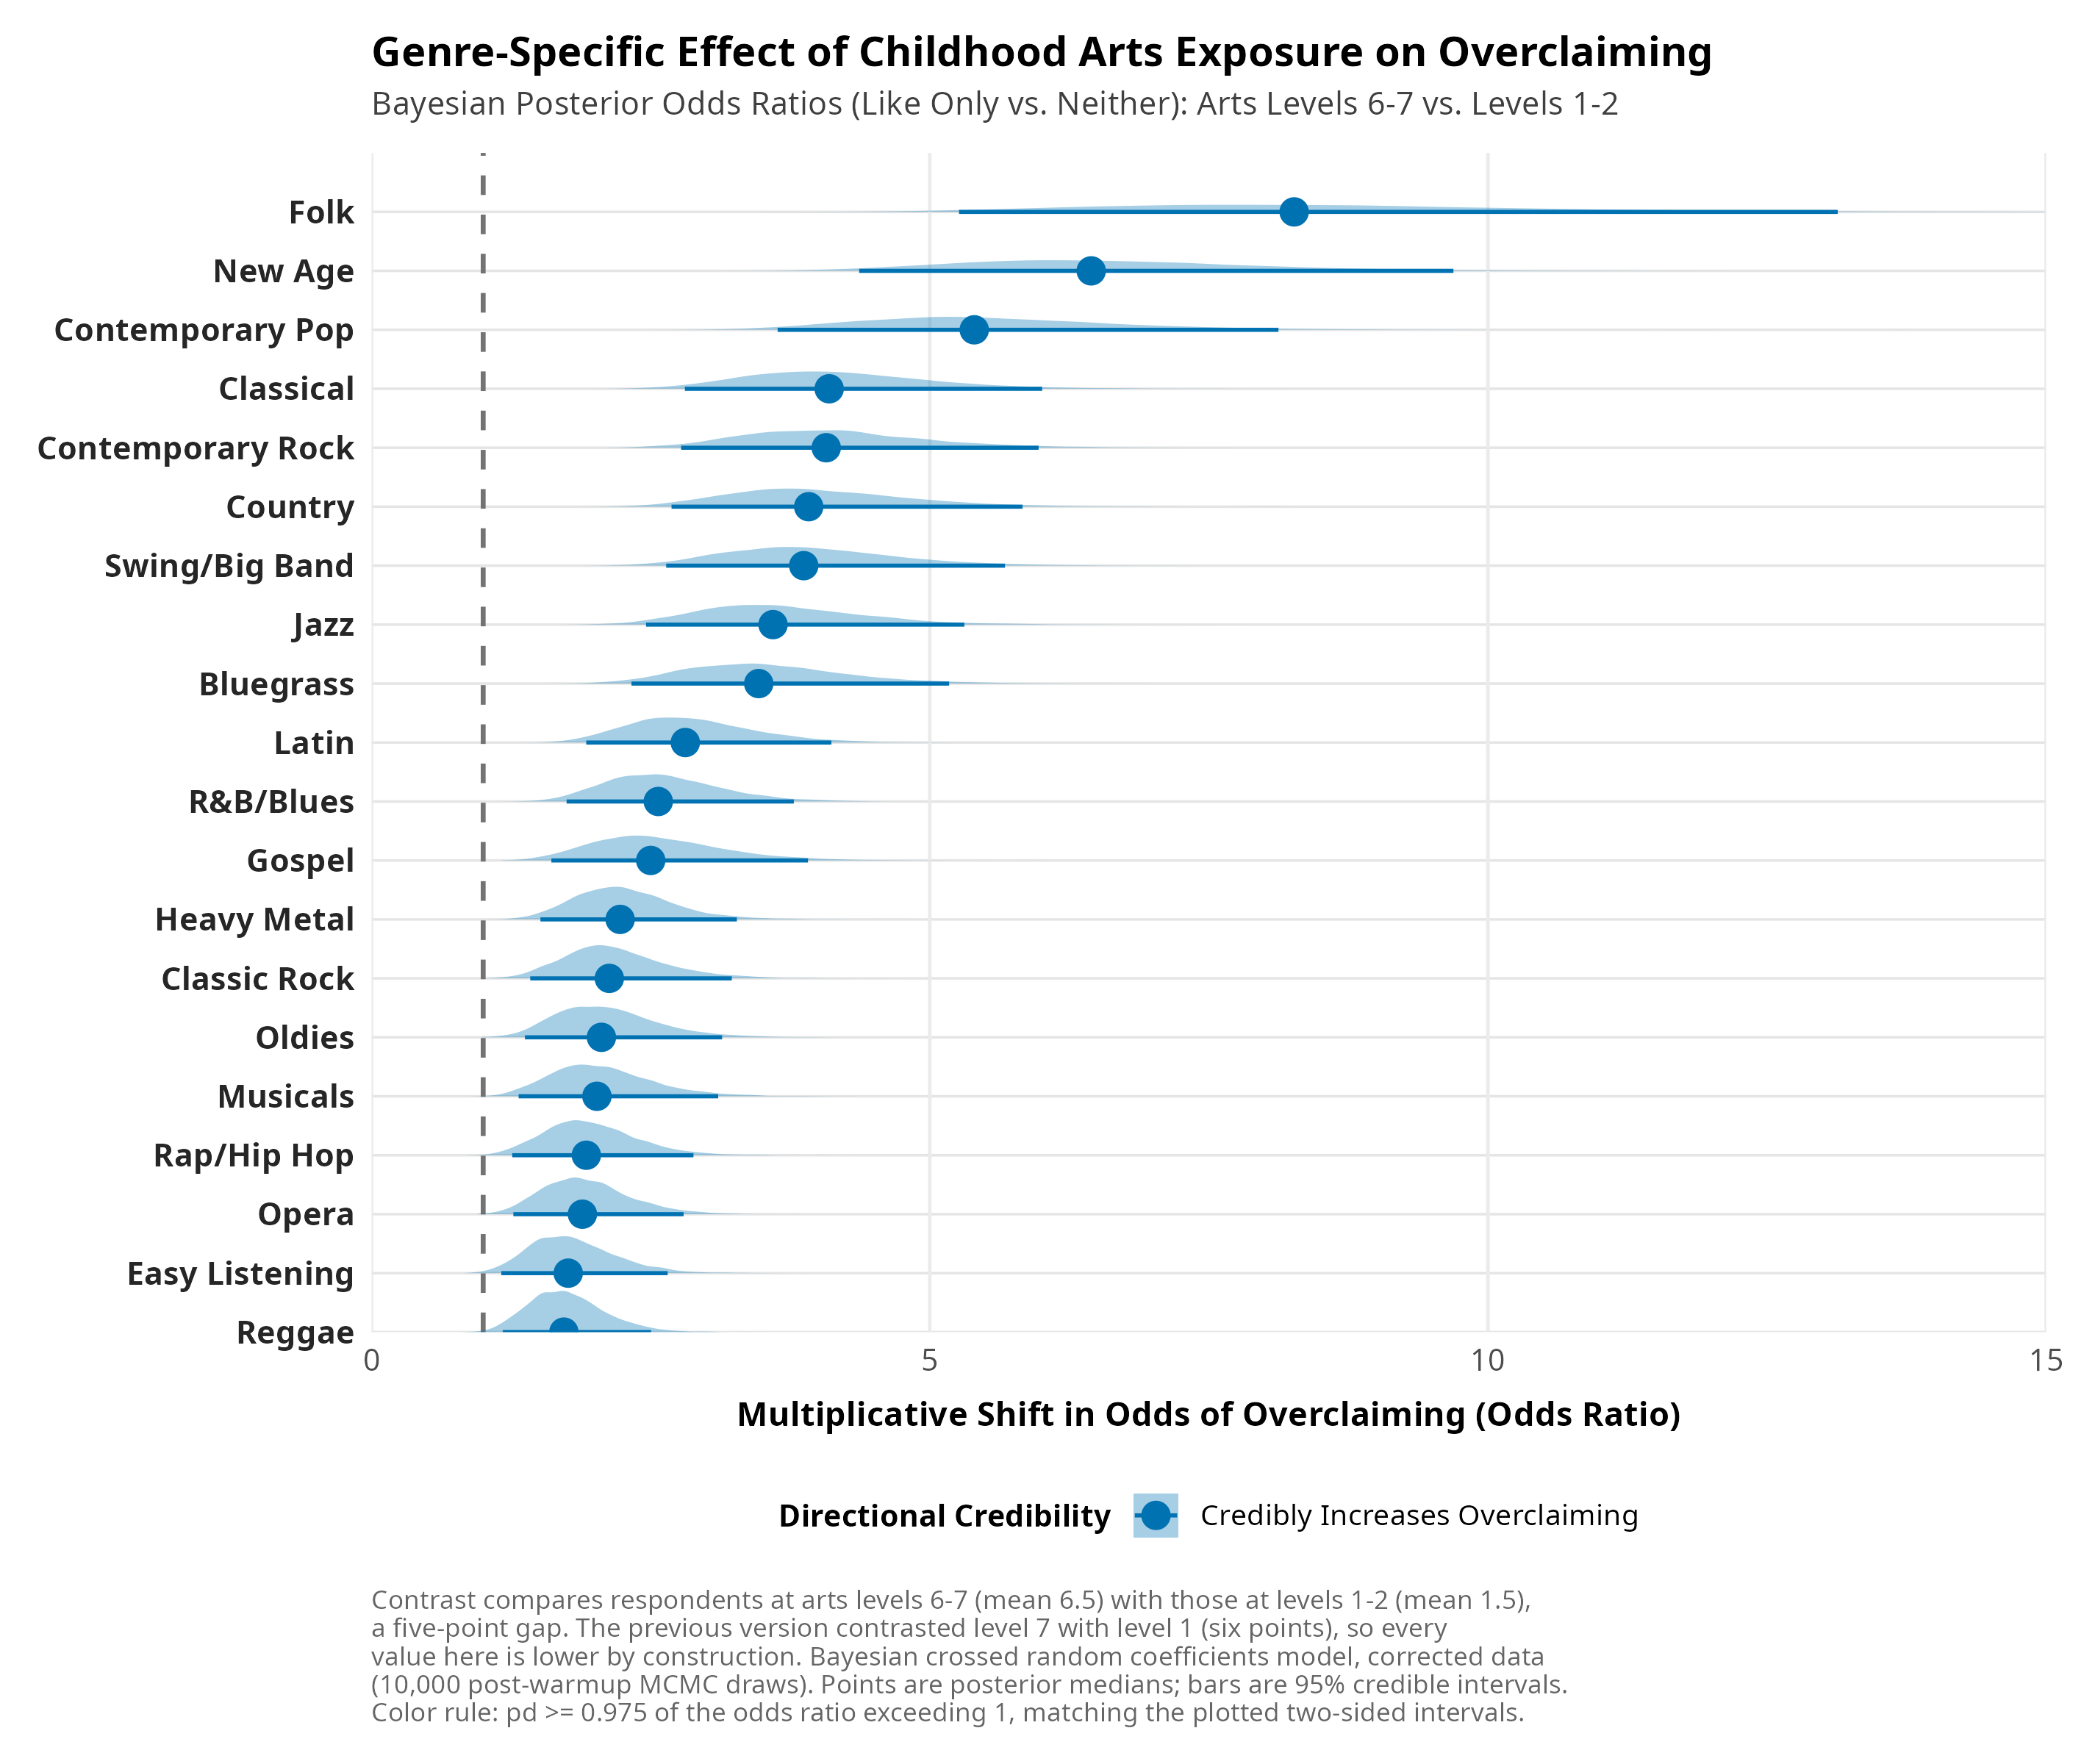 Genre-Specific Effect of Childhood Arts Exposure on Overclaiming
Bayesian Posterior Odds Ratios (Like Only vs. Neither): Arts Levels 6-7 vs. Levels 1-2
Folk
New Age
Contemporary Pop
Classical
Contemporary Rock
Country
Swing/Big Band
Jazz
Bluegrass
Latin
R&B/Blues
Gospel
Heavy Metal
Classic Rock
Oldies
Musicals
Rap/Hip Hop
Opera
Easy Listening
Reggae
0 5 10 15
Multiplicative Shift in Odds of Overclaiming (Odds Ratio)
Directional Credibility Credibly Increases Overclaiming
Contrast compares respondents at arts levels 6-7 (mean 6.5) with those at levels 1-2 (mean 1.5),
a five-point gap. The previous version contrasted level 7 with level 1 (six points), so every
value here is lower by construction. Bayesian crossed random coefficients model, corrected data
(10,000 post-warmup MCMC draws). Points are posterior medians; bars are 95% credible intervals.
Color rule: pd >= 0.975 of the odds ratio exceeding 1, matching the plotted two-sided intervals.